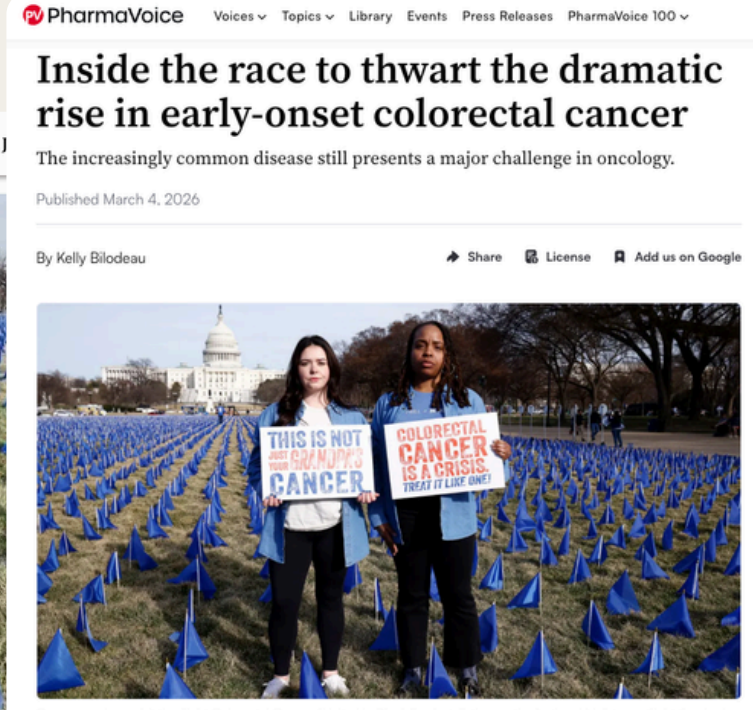 PV PharmaVoice Voices Topics Library Events Press Releases PharmaVoice 100
Inside the race to thwart the dramatic
rise in early-onset colorectal cancer
The increasingly common disease still presents a major challenge in oncology.
Published March 4, 2026
By Kelly Bilodeau Share License Add us on Google
THIS IS NOT
JUST
YOUR GRANDPA'S
CANCER
COLORECTAL
CANCER
IS A CRISIS.
TREAT IT LIKE ONE!